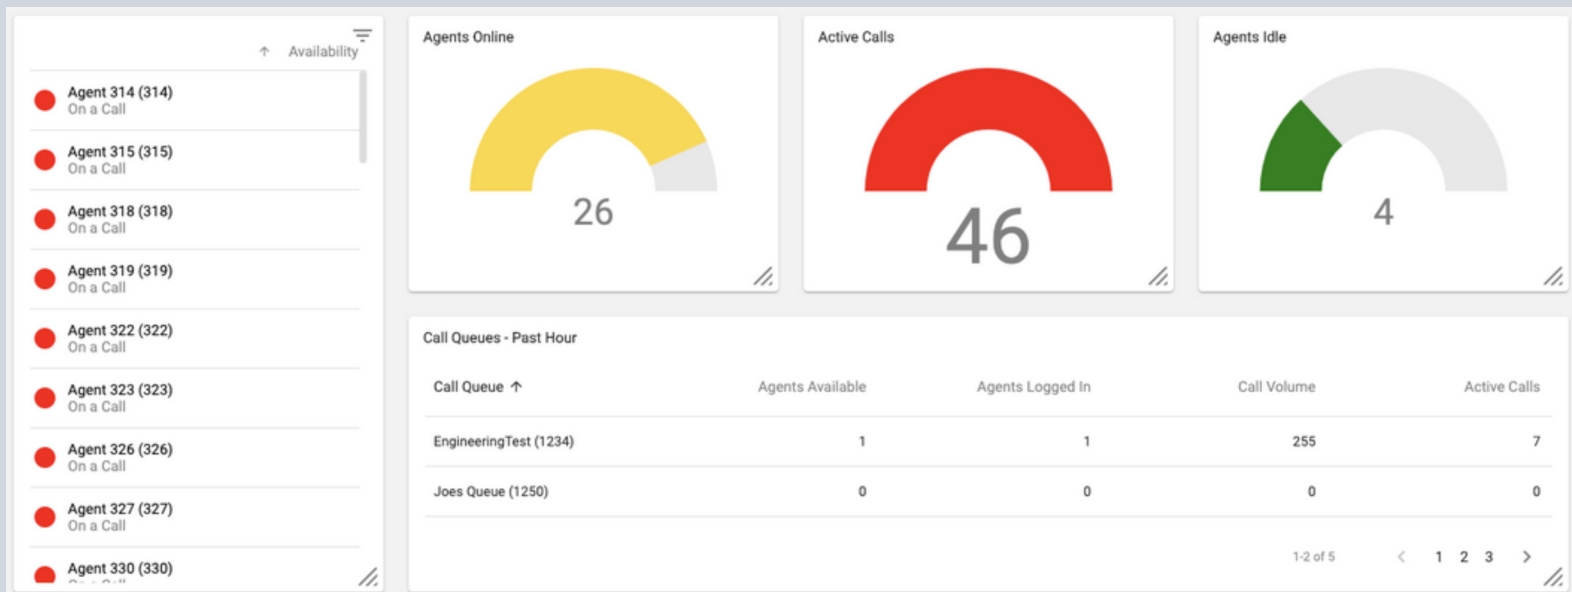 ↑ Availability
Agent 314 (314)
On a Call
Agent 315 (315)
On a Call
Agent 318 (318)
On a Call
Agent 319 (319)
On a Call
Agent 322 (322)
On a Call
Agent 323 (323)
On a Call
Agent 326 (326)
On a Call
Agent 327 (327)
On a Call
Agent 330 (330)
Agents Online
26
Active Calls
46
Agents Idle
4
Call Queues - Past Hour
Call Queue ↑ Agents Available Agents Logged In Call Volume Active Calls
EngineeringTest (1234) 1 1 255 7
Joes Queue (1250) 0 0 0 0
1-2 of 5 < 1 2 3 >